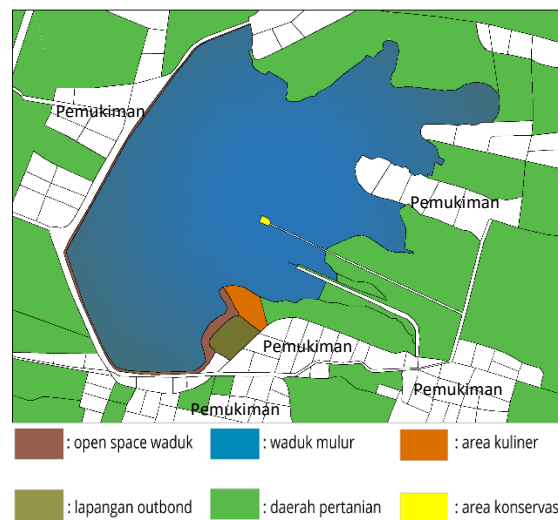 Pemukiman
Pemukiman
Pemukiman
Pemukiman
Pemukiman
: open space waduk
: waduk mulur
: area kuliner
: lapangan outbond
: daerah pertanian
: area konservas